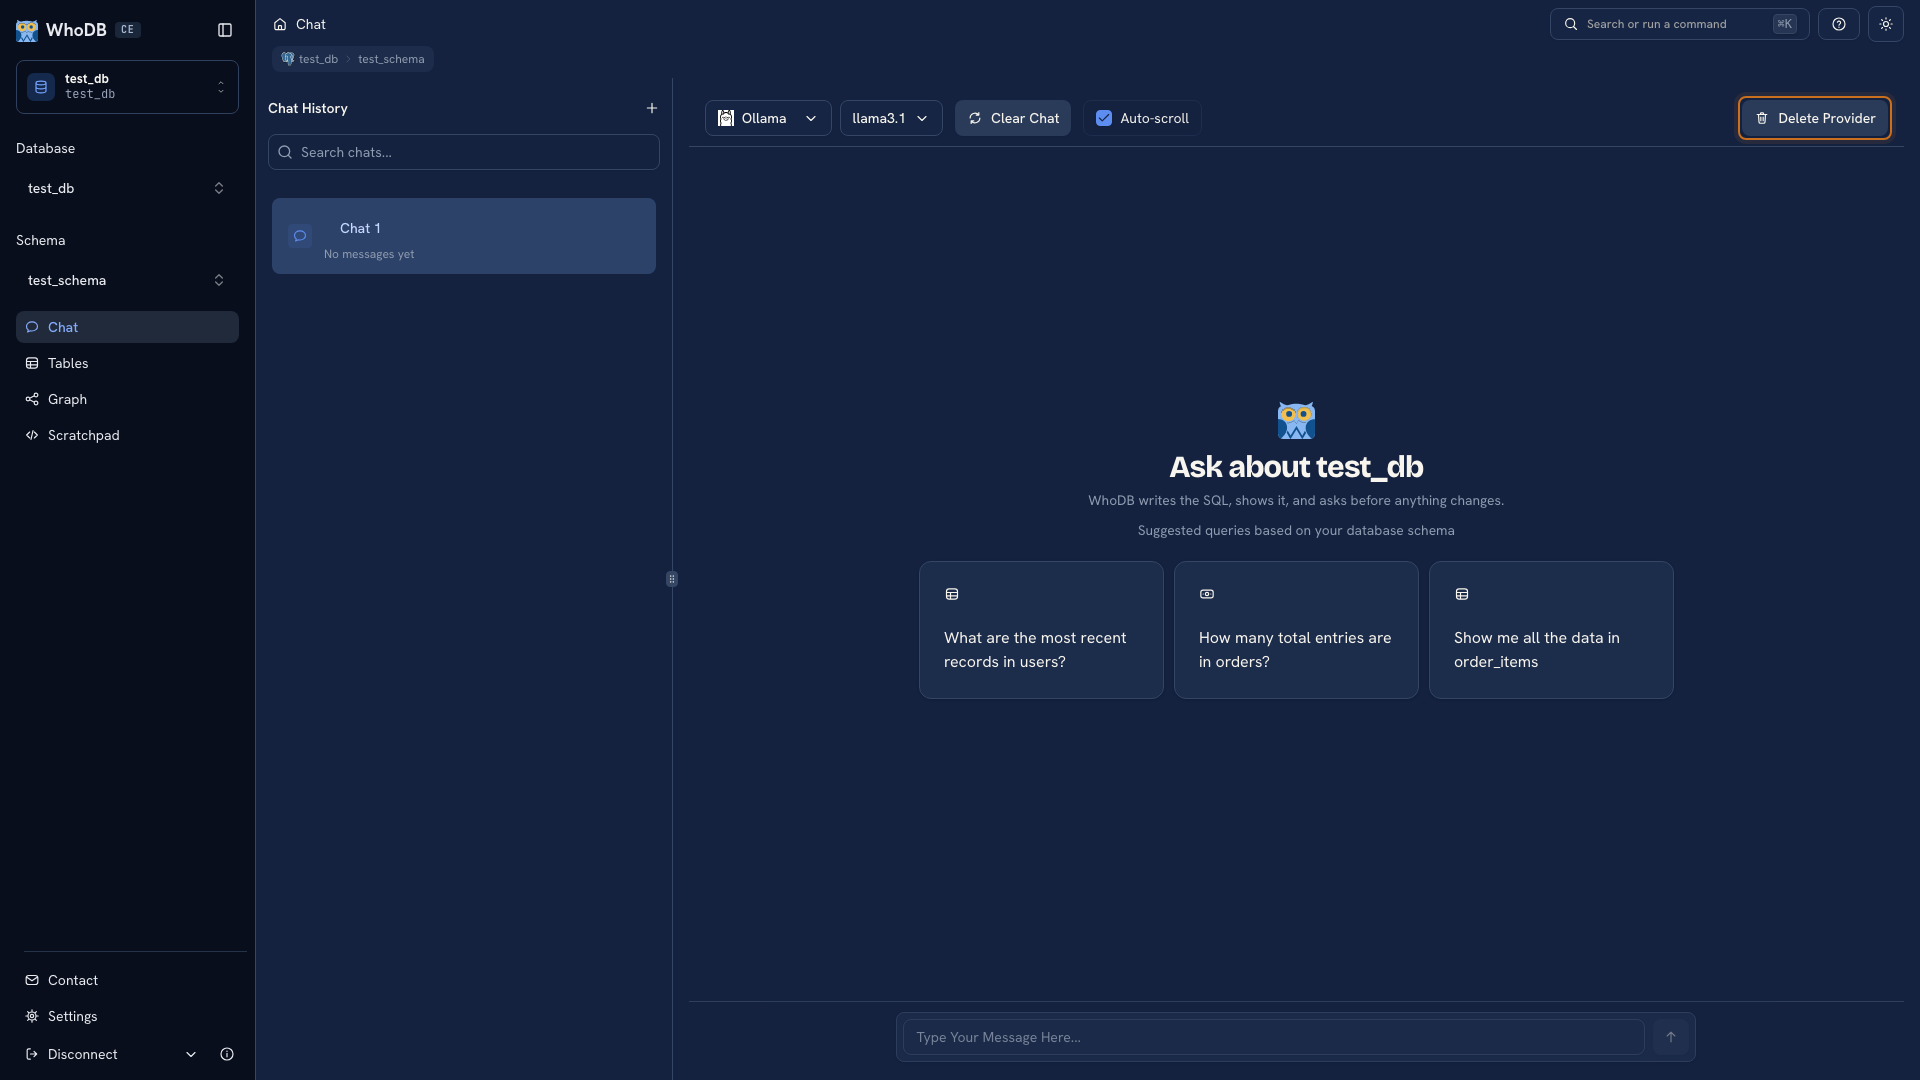 WhoDB CE
test_db
test_db
Database
test_db
Schema
test_schema
Chat
Tables
Graph
Scratchpad
Contact
Settings
Disconnect
Chat
test_db
test_schema
Search or run a command ⌘K
Chat History
Search chats...
Chat 1
No messages yet
Ollama
llama3.1
Clear Chat
Auto-scroll
Delete Provider
Ask about test_db
WhoDB writes the SQL, shows it, and asks before anything changes.
Suggested queries based on your database schema
What are the most recent
records in users?
How many total entries are
in orders?
Show me all the data in
order_items
Type Your Message Here...